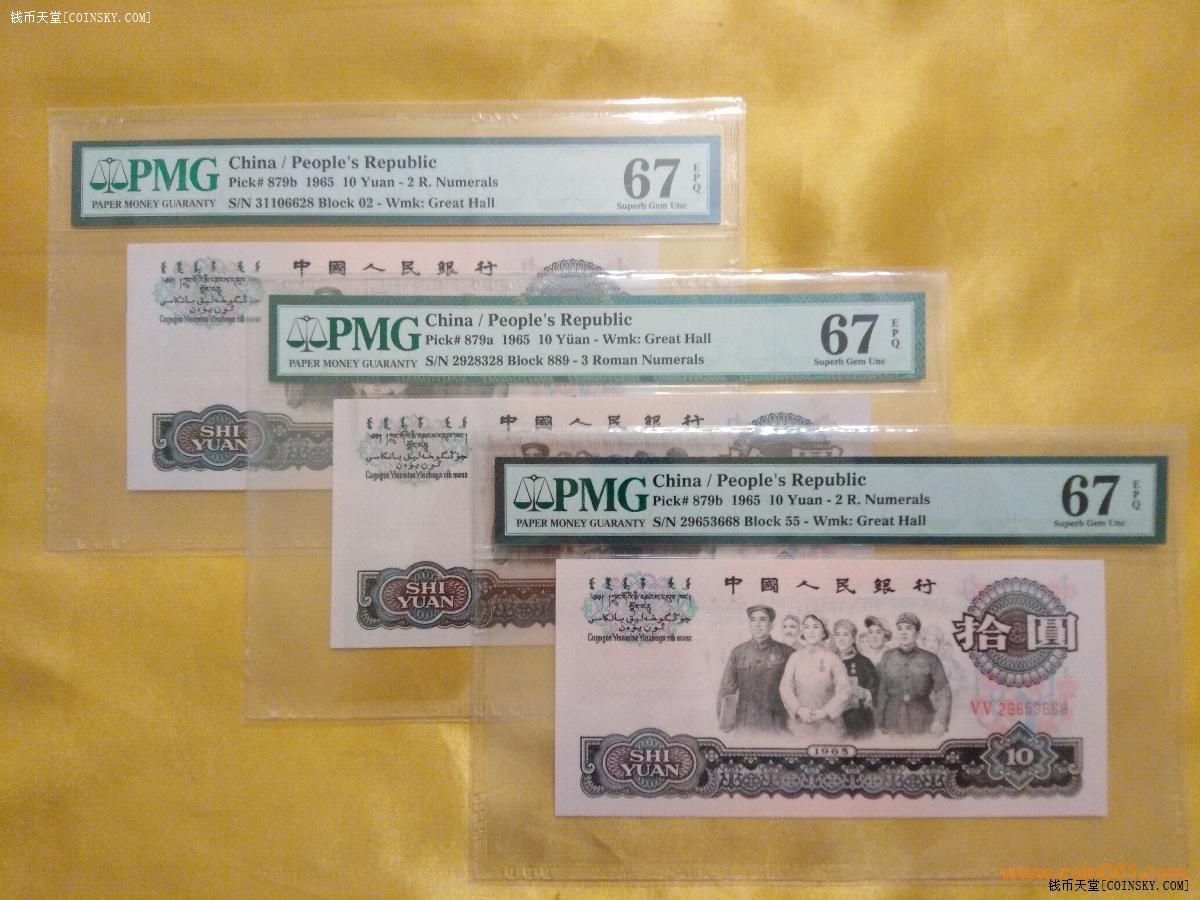 钱币天堂[COINSKY.COM]
PMG
PAPER MONEY GUARANTY
China / People's Republic
Pick# 879b 1965 10 Yuan - 2 R. Numerals
S/N 31106628 Block 02 - Wmk: Great Hall
67
EPQ
Superb Gem Unc
中國人民銀行
SHI
YUAN
PMG
PAPER MONEY GUARANTY
China / People's Republic
Pick# 879a 1965 10 Yüan - Wmk: Great Hall
S/N 2928328 Block 889 - 3 Roman Numerals
67
EPQ
Superb Gem Unc
中國人民銀行
SHI
YUAN
PMG
PAPER MONEY GUARANTY
China / People's Republic
Pick# 879b 1965 10 Yuan - 2 R. Numerals
S/N 29653668 Block 55 - Wmk: Great Hall
67
EPQ
Superb Gem Unc
中國人民銀行
拾圓
VV 29653668
1965
SHI
YUAN
10
钱币天堂[COINSKY.COM]